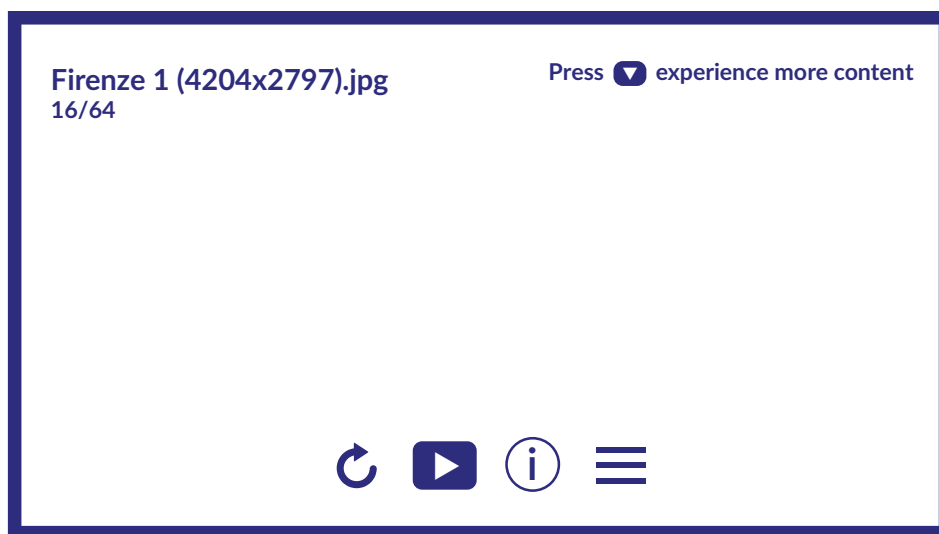 Firenze 1 (4204x2797).jpg
16/64
Press ▼ experience more content
i